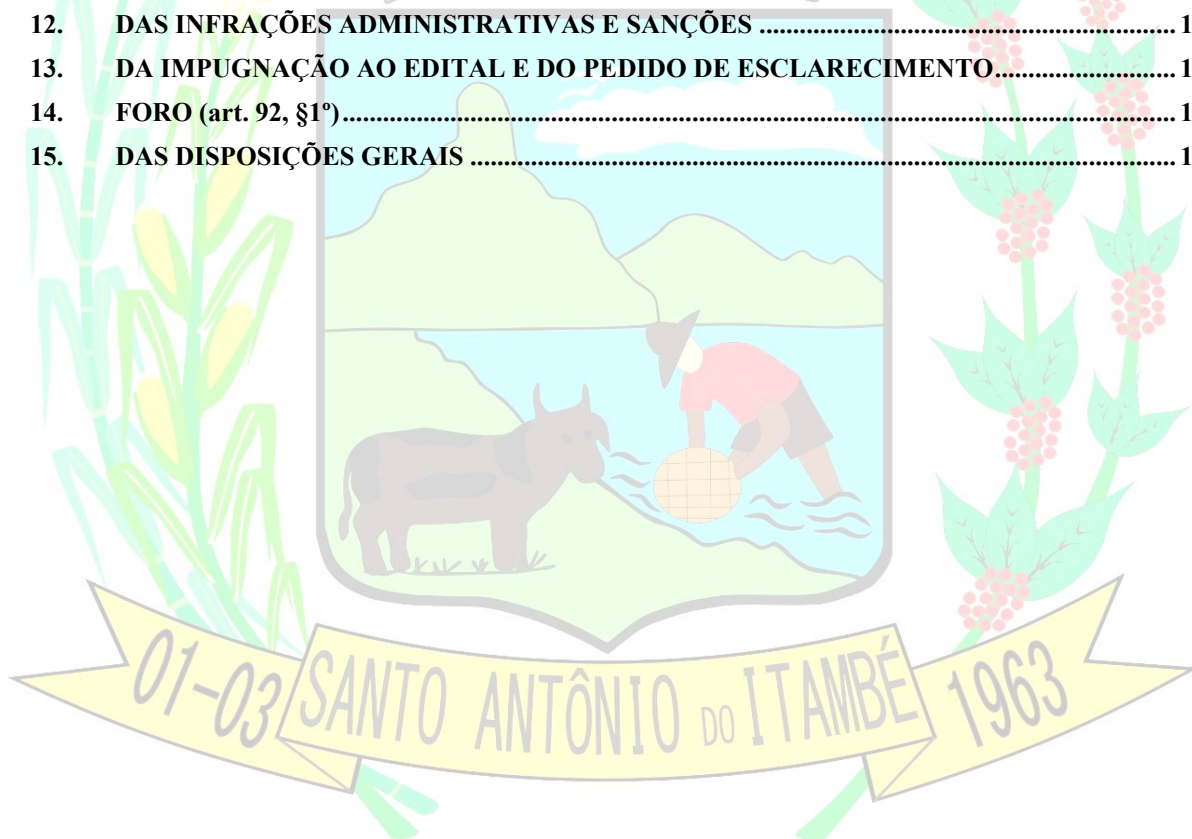 12. DAS INFRAÇÕES ADMINISTRATIVAS E SANÇÕES ........................................................................ 1
13. DA IMPUGNAÇÃO AO EDITAL E DO PEDIDO DE ESCLARECIMENTO............................... 1
14. FORO (art. 92, §1º)................................................................................................................................ 1
15. DAS DISPOSIÇÕES GERAIS .......................................................................................................... 1
01-03 SANTO ANTÔNIO DO ITAMBÉ 1963